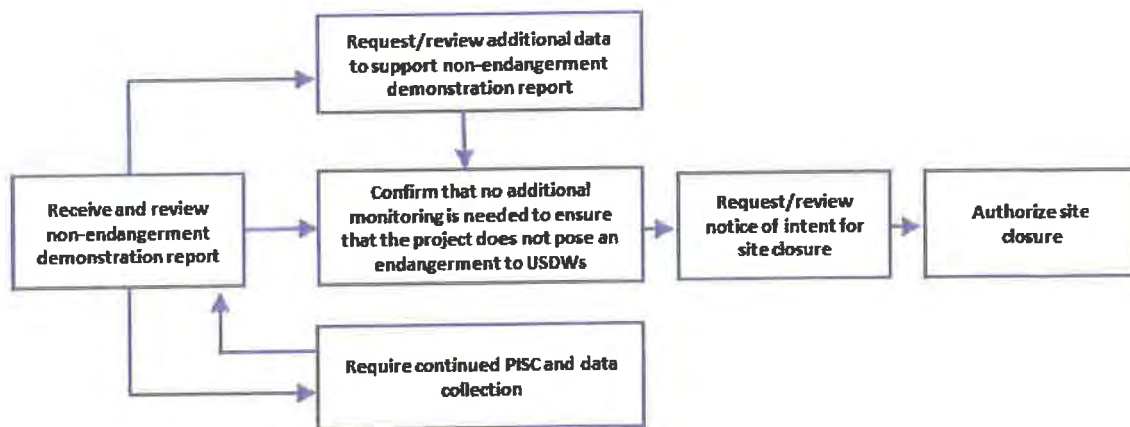 Request/review additional data
to support non-endangerment
demonstration report
Receive and review
non-endangerment
demonstration report
Confirm that no additional
monitoring is needed to ensure
that the project does not pose an
endangerment to USDWs
Request/review
notice of intent for
site closure
Authorize site
closure
Require continued PISC and data
collection